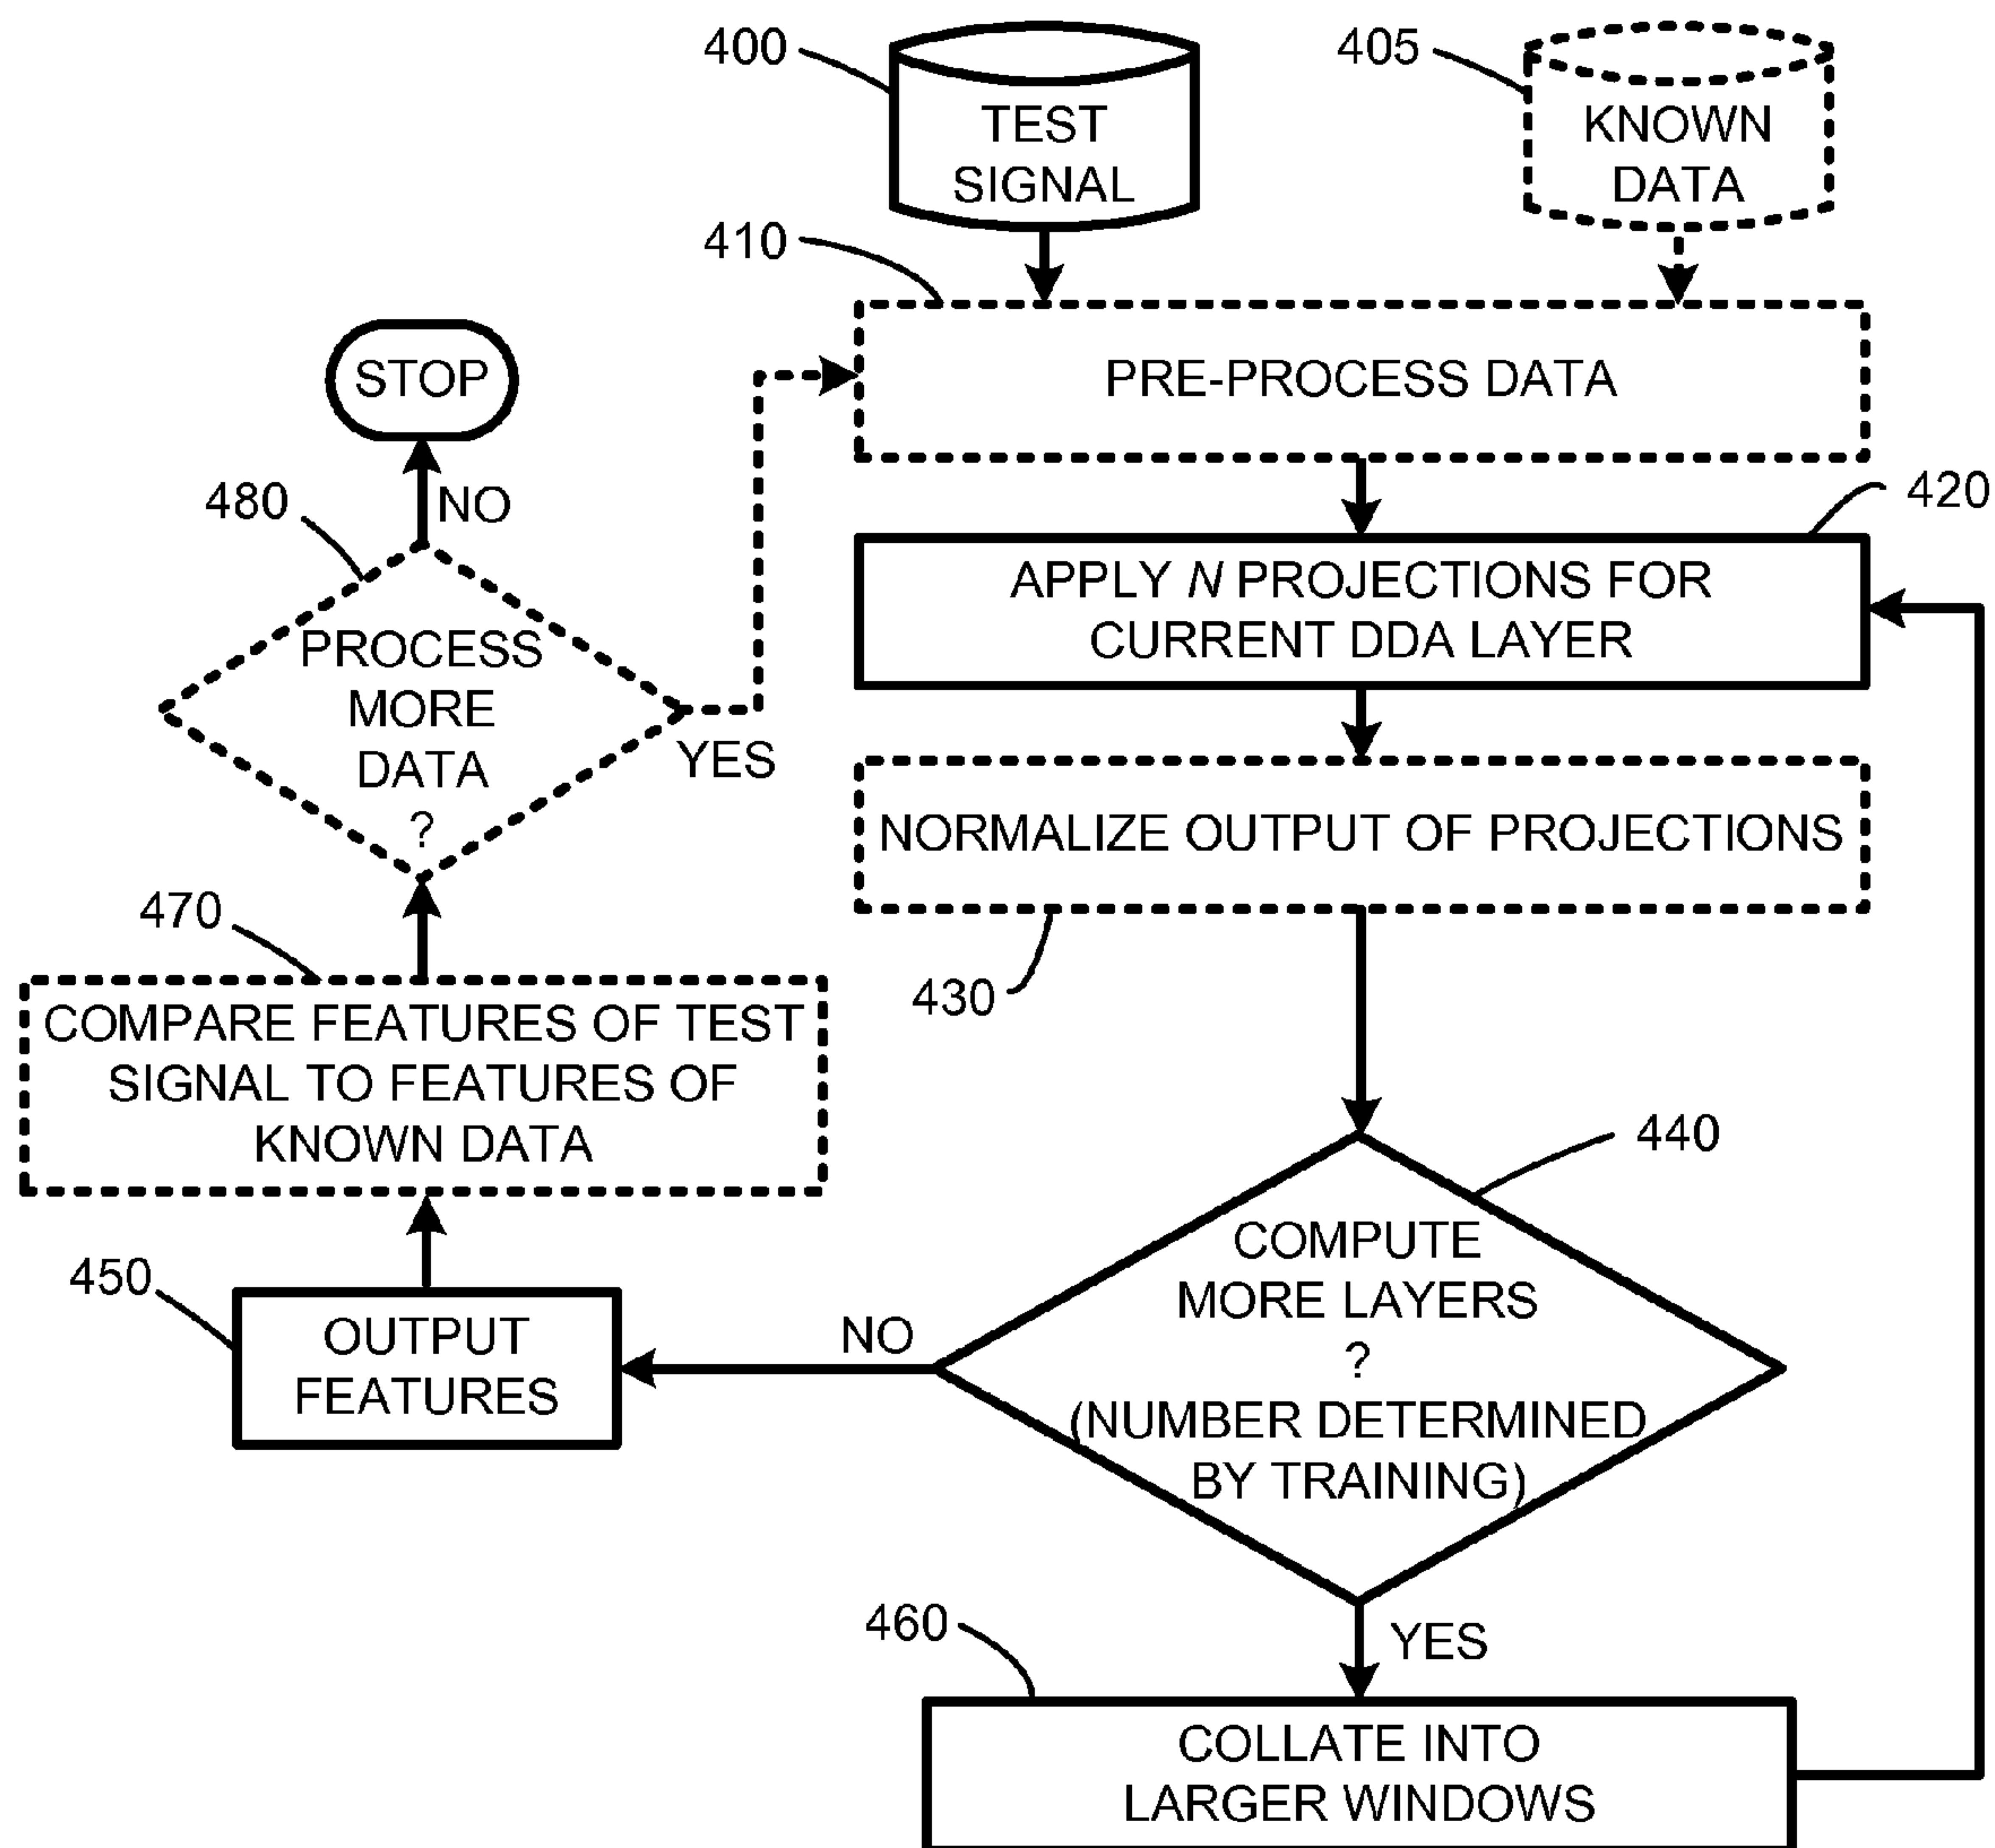 400
TEST
SIGNAL
405
KNOWN
DATA
410
PRE-PROCESS DATA
420
APPLY N PROJECTIONS FOR
CURRENT DDA LAYER
NORMALIZE OUTPUT OF PROJECTIONS
430
440
COMPUTE
MORE LAYERS
?
(NUMBER DETERMINED
BY TRAINING)
YES
460
COLLATE INTO
LARGER WINDOWS
NO
450
OUTPUT
FEATURES
470
COMPARE FEATURES OF TEST
SIGNAL TO FEATURES OF
KNOWN DATA
480
PROCESS
MORE
DATA
?
YES
NO
STOP